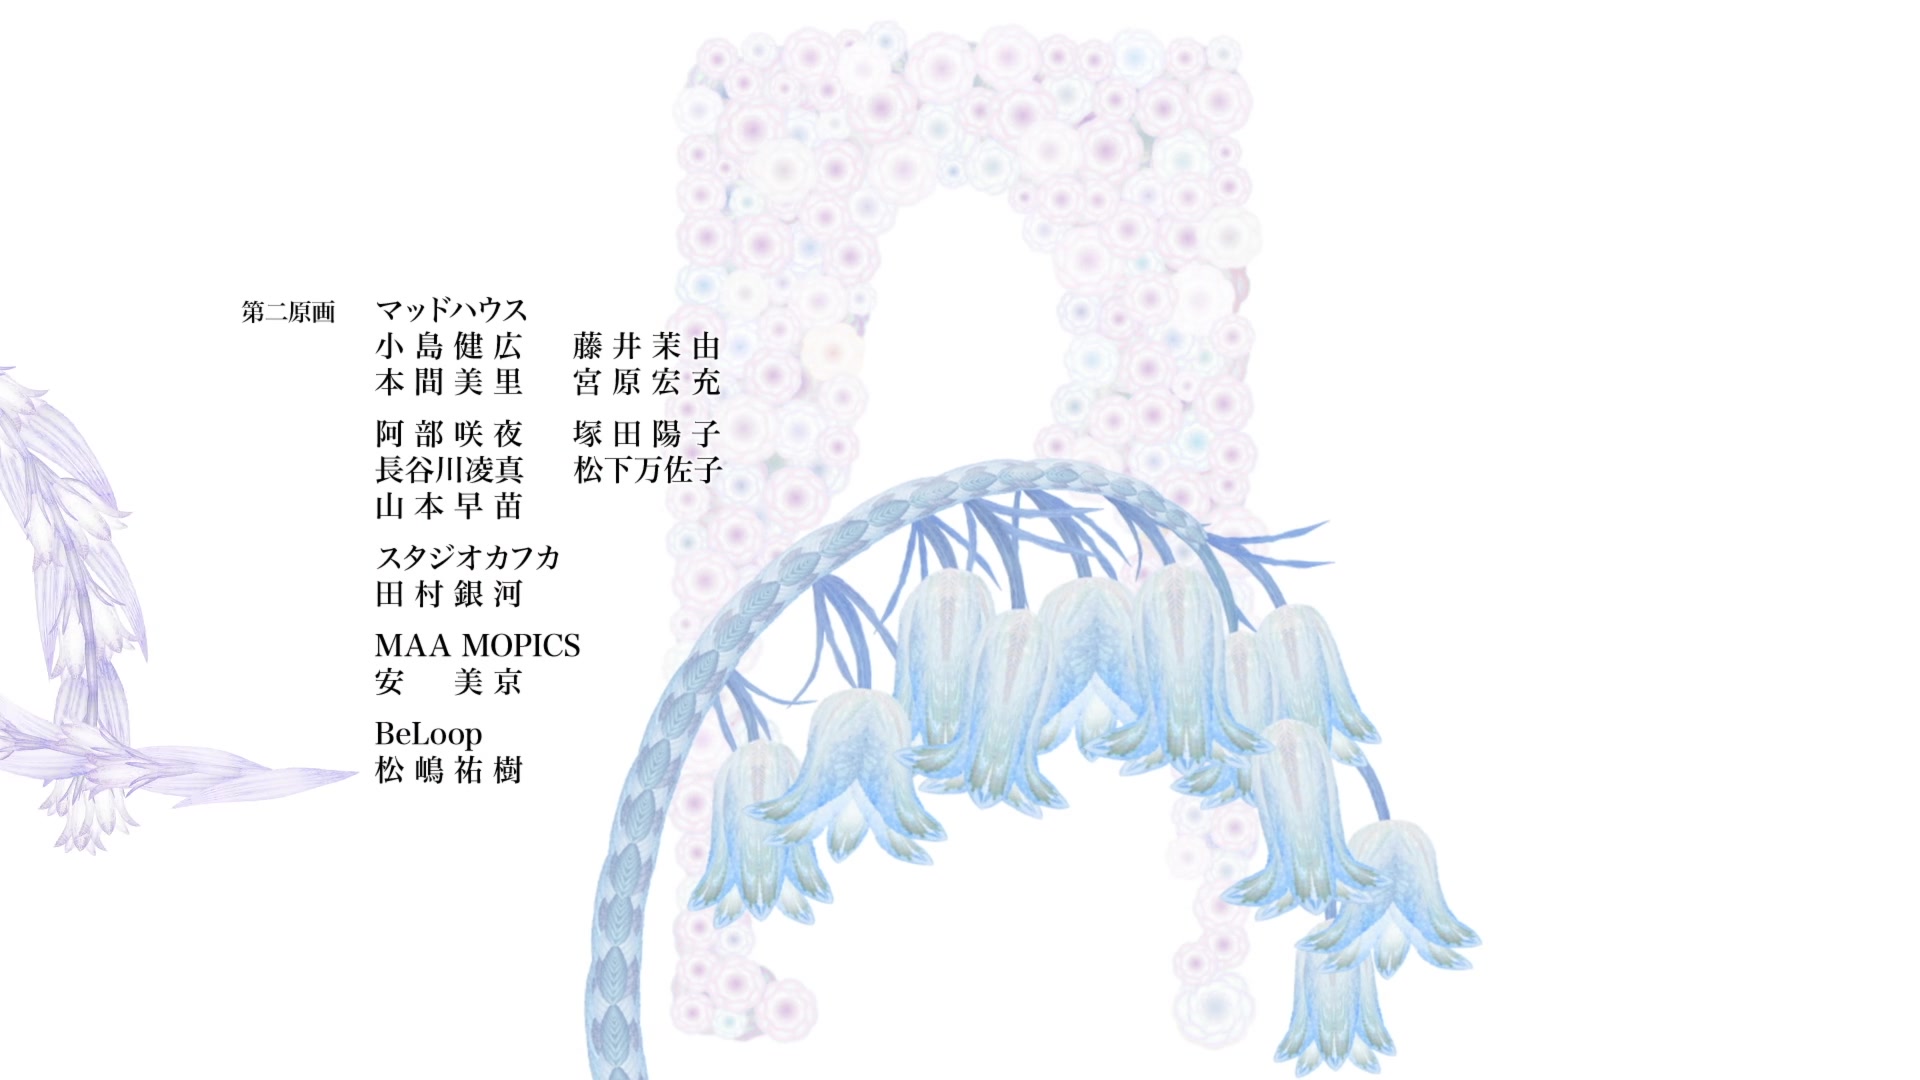 第二原画 マッドハウス
小島健広 藤井茉由
本間美里 宮原宏充
阿部咲夜 塚田陽子
長谷川凌真 松下万佐子
山本早苗
スタジオカフカ
田村銀河
MAA MOPICS
安 美京
BeLoop
松嶋祐樹